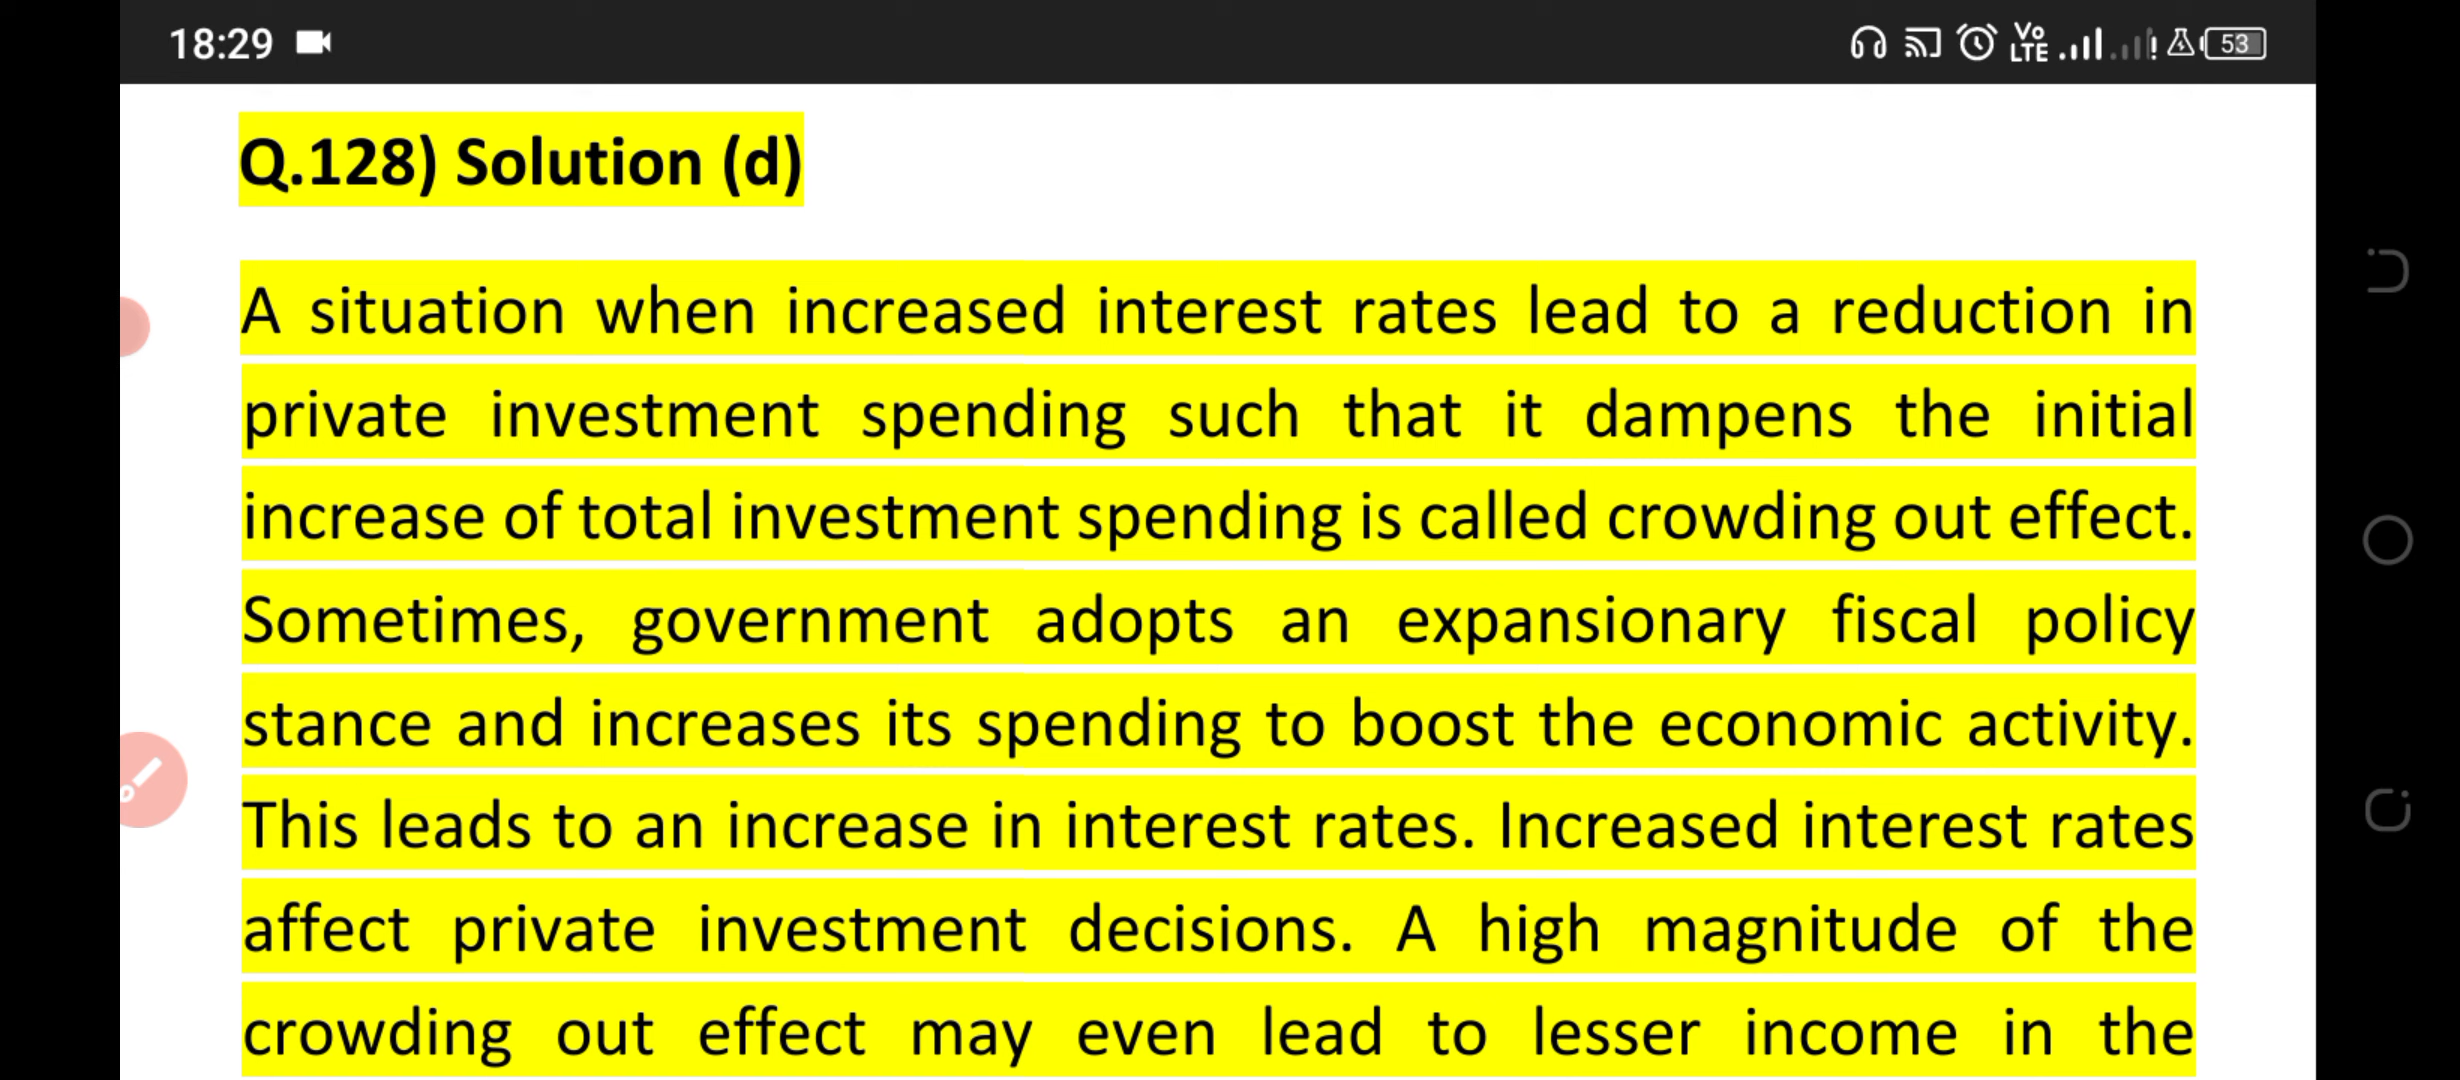 18:29 Vo LTE 53
Q.128) Solution (d)
A situation when increased interest rates lead to a reduction in
private investment spending such that it dampens the initial
increase of total investment spending is called crowding out effect.
Sometimes, government adopts an expansionary fiscal policy
stance and increases its spending to boost the economic activity.
This leads to an increase in interest rates. Increased interest rates
affect private investment decisions. A high magnitude of the
crowding out effect may even lead to lesser income in the